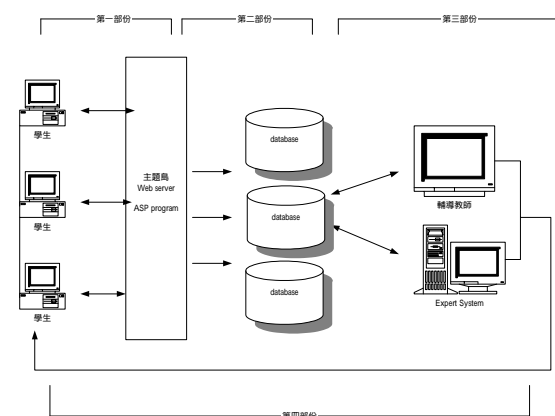 第一部份
第二部份
第三部份
學生
學生
學生
主題島
Web server
ASP program
database
database
database
輔導教師
Expert System
第四部份